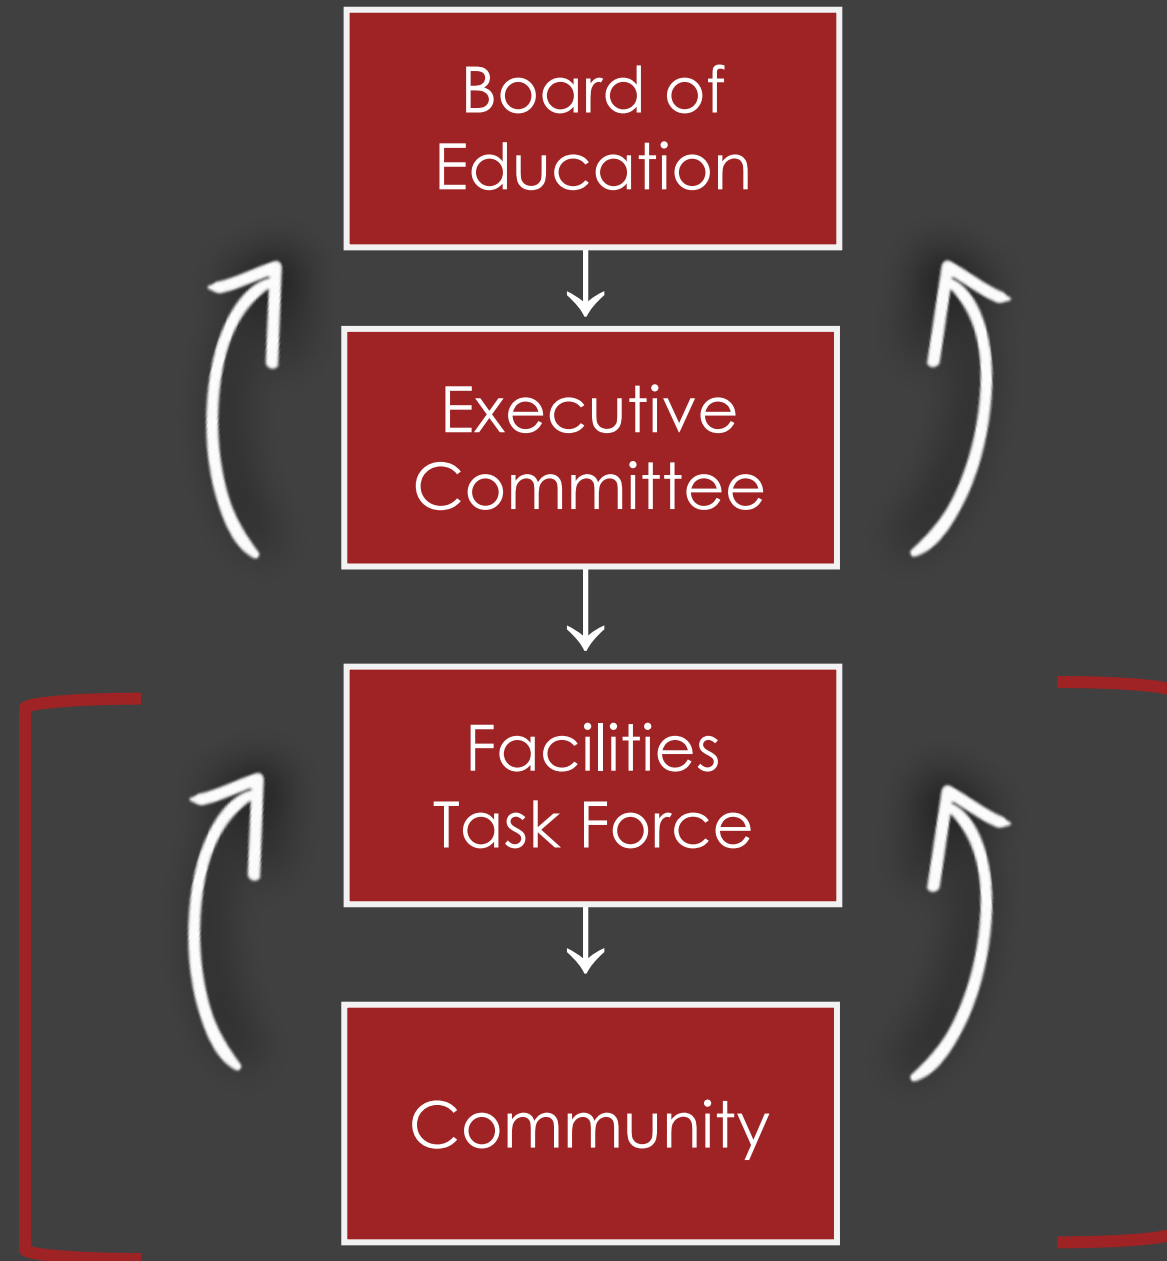 Board of
Education
Executive
Committee
Facilities
Task Force
Community